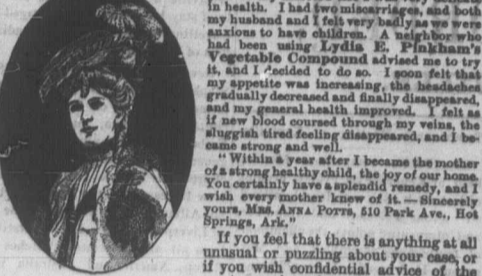 in health. I had two miscarriages, and both
my husband and I felt very badly as we were
anxious to have children. A neighbor who
had been using Lydia E. Pinkham's
Vegetable Compound advised me to try
it, and I decided to do so. I soon felt that
my appetite was increasing, the headaches
gradually decreased and finally disappeared,
and my general health improved. I felt as
if new blood coursed through my veins, the
sluggish tired feeling disappeared, and I be-
came strong and well.
"Within a year after I became the mother
of a strong healthy child, the joy of our home.
You certainly have a splendid remedy, and I
wish every mother knew of it.—Sincerely
yours, MRS. ANNA POTTS, 510 Park Ave., Hot
Springs, Ark."
If you feel that there is anything at all
unusual or puzzling about your case, or
if you wish confidential advice of the